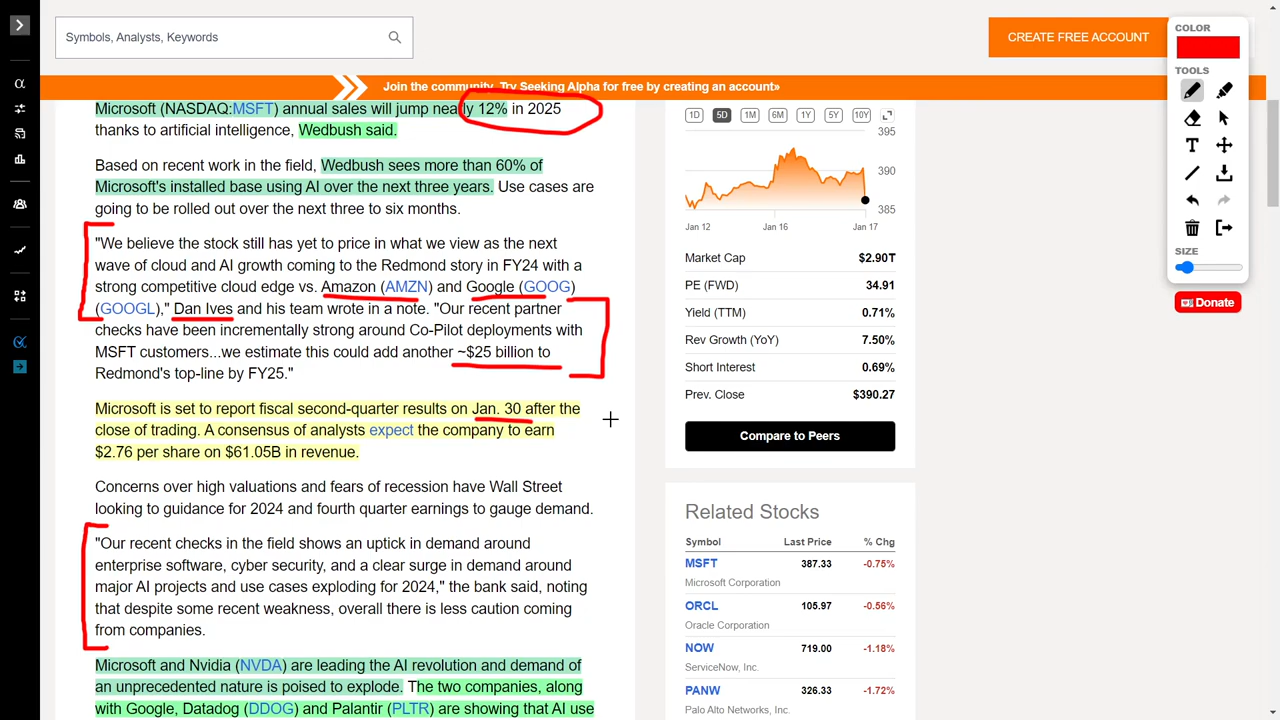 Symbols, Analysts, Keywords
CREATE FREE ACCOUNT
Join the community. Try Seeking Alpha for free by creating an account»
Microsoft (NASDAQ:MSFT) annual sales will jump nearly 12% in 2025
thanks to artificial intelligence, Wedbush said.
Based on recent work in the field, Wedbush sees more than 60% of
Microsoft's installed base using AI over the next three years. Use cases are
going to be rolled out over the next three to six months.
"We believe the stock still has yet to price in what we view as the next
wave of cloud and AI growth coming to the Redmond story in FY24 with a
strong competitive cloud edge vs. Amazon (AMZN) and Google (GOOG)
(GOOGL)," Dan Ives and his team wrote in a note. "Our recent partner
checks have been incrementally strong around Co-Pilot deployments with
MSFT customers...we estimate this could add another ~$25 billion to
Redmond's top-line by FY25."
Microsoft is set to report fiscal second-quarter results on Jan. 30 after the
close of trading. A consensus of analysts expect the company to earn
$2.76 per share on $61.05B in revenue.
Concerns over high valuations and fears of recession have Wall Street
looking to guidance for 2024 and fourth quarter earnings to gauge demand.
"Our recent checks in the field shows an uptick in demand around
enterprise software, cyber security, and a clear surge in demand around
major AI projects and use cases exploding for 2024," the bank said, noting
that despite some recent weakness, overall there is less caution coming
from companies.
Microsoft and Nvidia (NVDA) are leading the AI revolution and demand of
an unprecedented nature is poised to explode. The two companies, along
with Google, Datadog (DDOG) and Palantir (PLTR) are showing that AI use
1D 5D 1M 6M 1Y 5Y 10Y
395
390
385
Jan 12 Jan 16 Jan 17
Market Cap $2.90T
PE (FWD) 34.91
Yield (TTM) 0.71%
Rev Growth (YoY) 7.50%
Short Interest 0.69%
Prev. Close $390.27
Compare to Peers
Related Stocks
Symbol Last Price % Chg
MSFT 387.33 -0.75%
Microsoft Corporation
ORCL 105.97 -0.56%
Oracle Corporation
NOW 719.00 -1.18%
ServiceNow, Inc.
PANW 326.33 -1.72%
Palo Alto Networks, Inc.
COLOR
TOOLS
T
SIZE
Donate